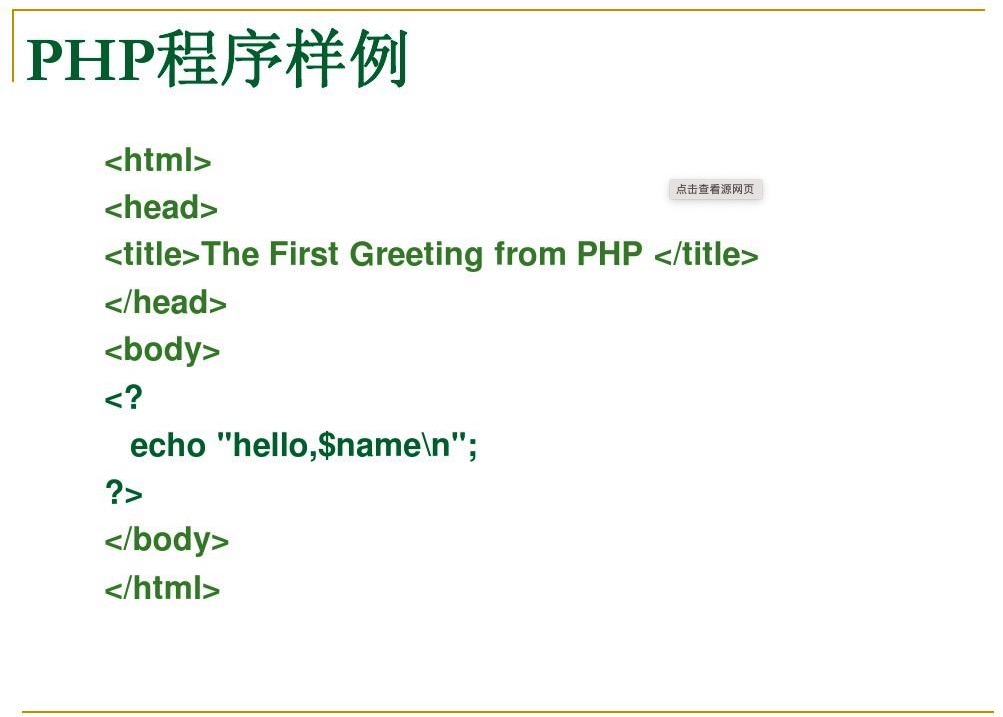 PHP程序样例
<html>
点击查看源网页
<head>
<title>The First Greeting from PHP </title>
</head>
<body>
<?
echo "hello,$name\n";
?>
</body>
</html>